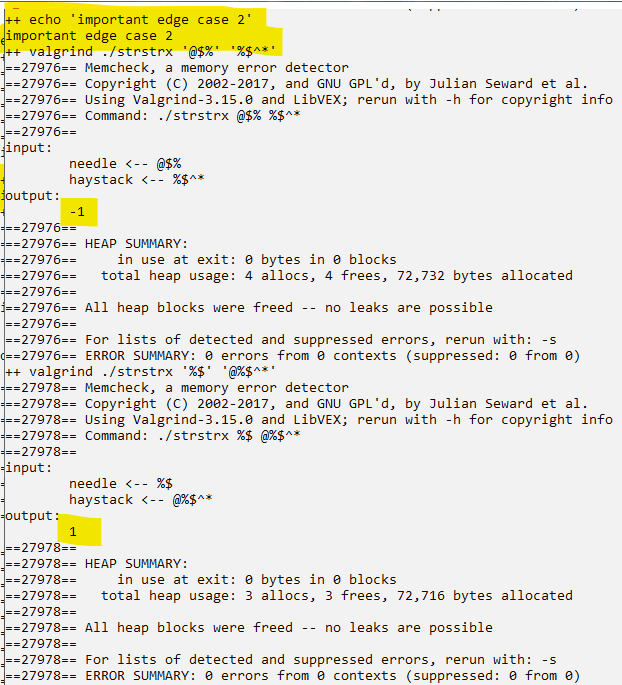 ++ echo 'important edge case 2'
important edge case 2
++ valgrind ./strstrx '@$%' '%$^*'
==27976== Memcheck, a memory error detector
==27976== Copyright (C) 2002-2017, and GNU GPL'd, by Julian Seward et al.
==27976== Using Valgrind-3.15.0 and LibVEX; rerun with -h for copyright info
==27976== Command: ./strstrx @$% %$^*
==27976==
input:
needle <-- @$%
haystack <-- %$^*
output:
-1
==27976==
==27976== HEAP SUMMARY:
==27976== in use at exit: 0 bytes in 0 blocks
==27976== total heap usage: 4 allocs, 4 frees, 72,732 bytes allocated
==27976==
==27976== All heap blocks were freed -- no leaks are possible
==27976==
==27976== For lists of detected and suppressed errors, rerun with: -s
==27976== ERROR SUMMARY: 0 errors from 0 contexts (suppressed: 0 from 0)
++ valgrind ./strstrx '%$' '@%$^*'
==27978== Memcheck, a memory error detector
==27978== Copyright (C) 2002-2017, and GNU GPL'd, by Julian Seward et al.
==27978== Using Valgrind-3.15.0 and LibVEX; rerun with -h for copyright info
==27978== Command: ./strstrx %$ @%$^*
==27978==
input:
needle <-- %$
haystack <-- @%$^*
output:
1
==27978==
==27978== HEAP SUMMARY:
==27978== in use at exit: 0 bytes in 0 blocks
==27978== total heap usage: 3 allocs, 3 frees, 72,716 bytes allocated
==27978==
==27978== All heap blocks were freed -- no leaks are possible
==27978==
==27978== For lists of detected and suppressed errors, rerun with: -s
==27978== ERROR SUMMARY: 0 errors from 0 contexts (suppressed: 0 from 0)